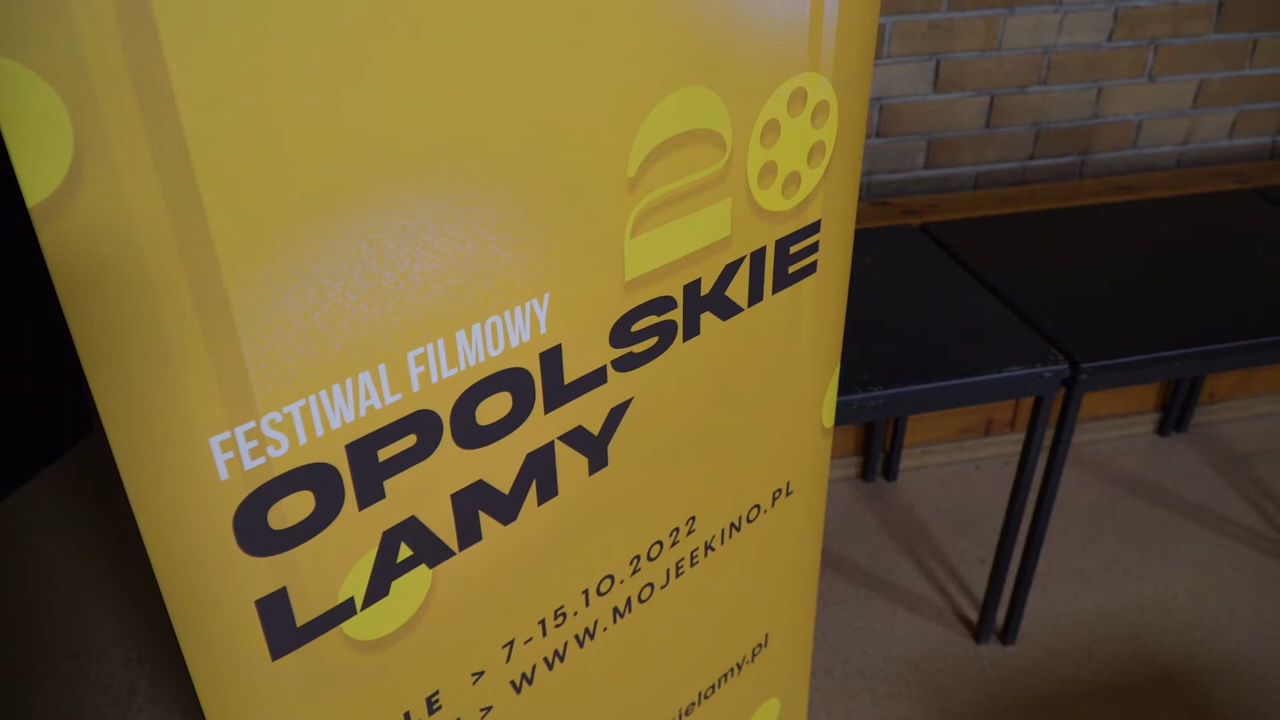 20
FESTIWAL FILMOWY
OPOLSKIE
LAMY
> 7-15.10.2022
> WWW.MOJEEKINO.PL